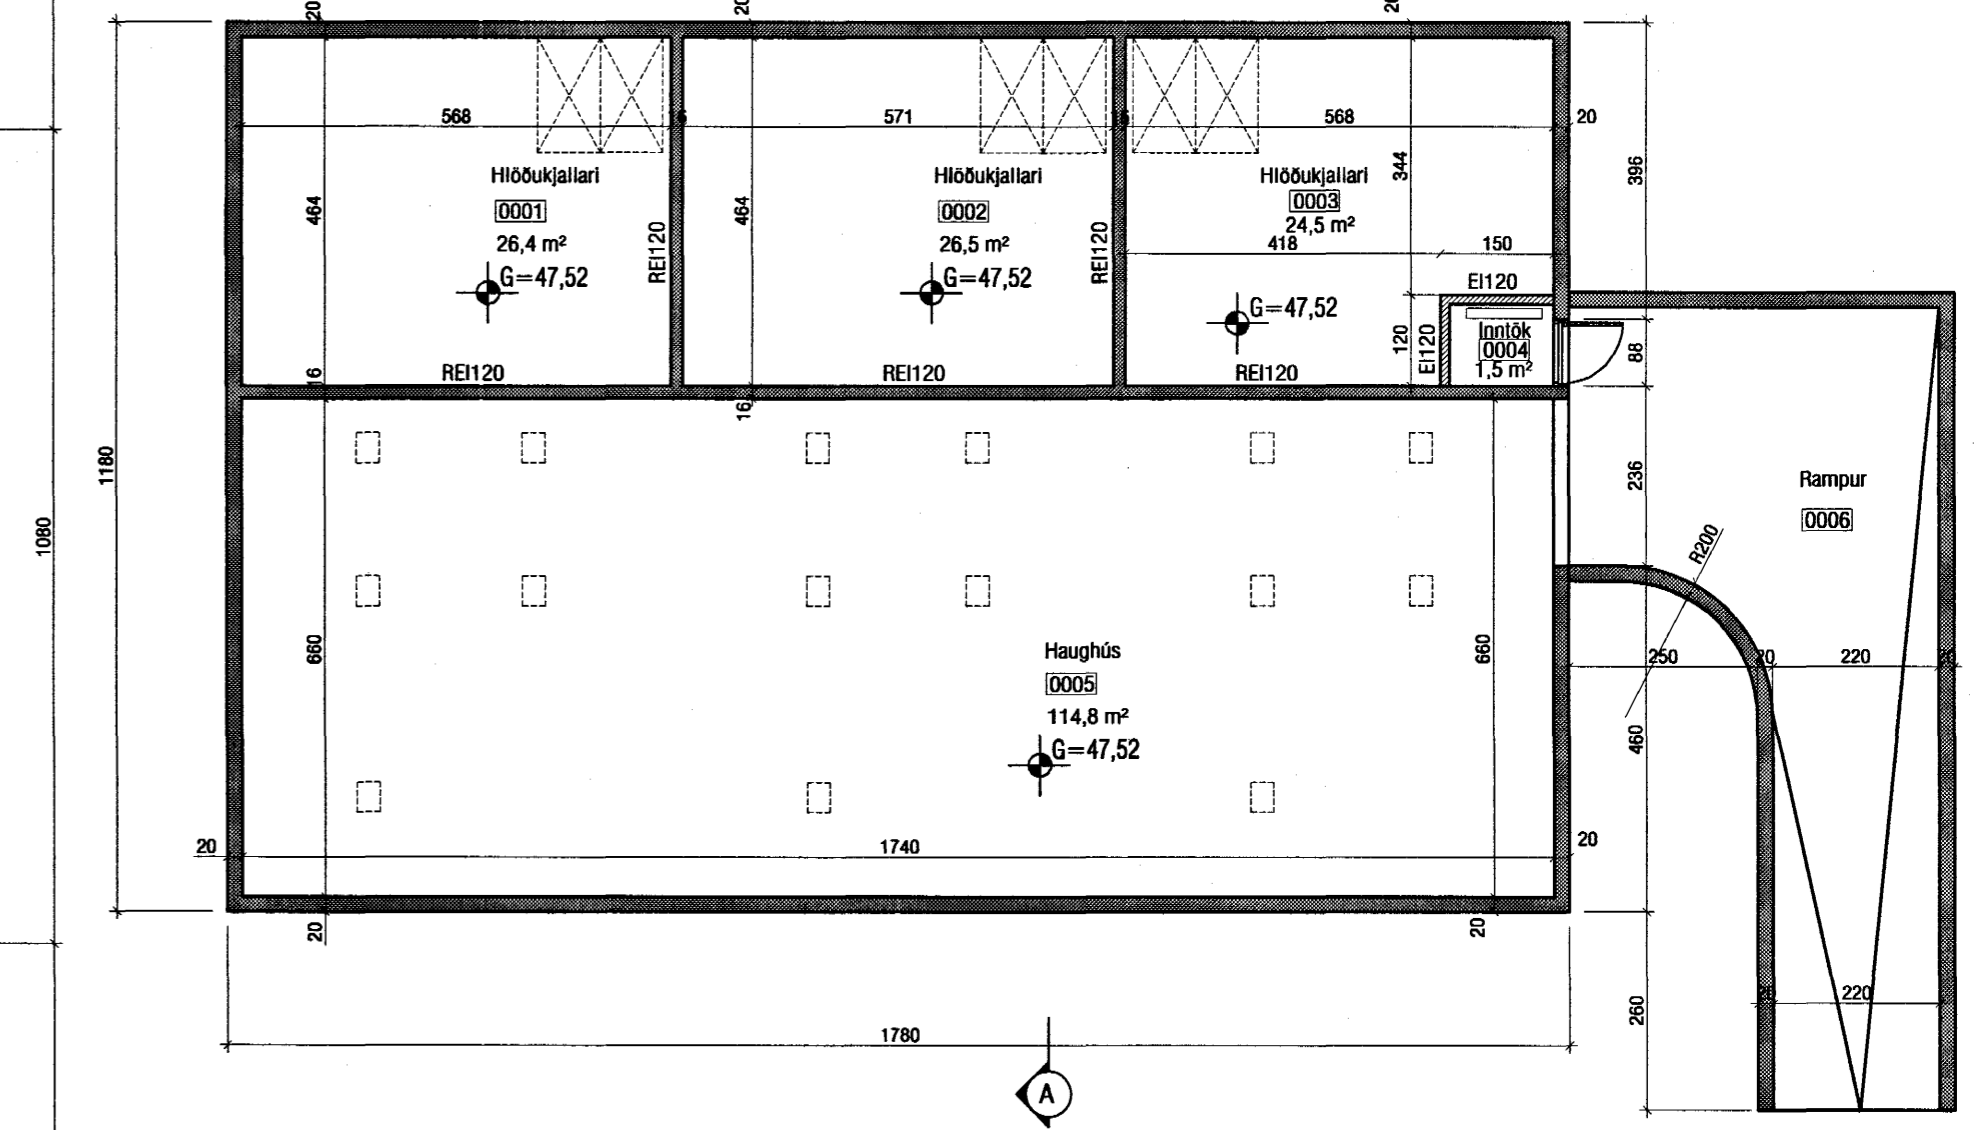 20
20
20
568
16
571
16
568
20
Hlöðukjallari
0001
26,4 m²
G=47,52
464
REI120
REI120
16
Hlöðukjallari
0002
26,5 m²
G=47,52
464
REI120
REI120
16
Hlöðukjallari
0003
24,5 m²
344
418
150
G=47,52
120
REI120
EI120
EI120
Inntök
0004
1,5 m²
396
88
236
460
260
1180
1080
Rampur
0006
R200
250
20
220
20
660
660
Haughús
0005
114,8 m²
G=47,52
20
1740
20
20
20
20
220
1780
A